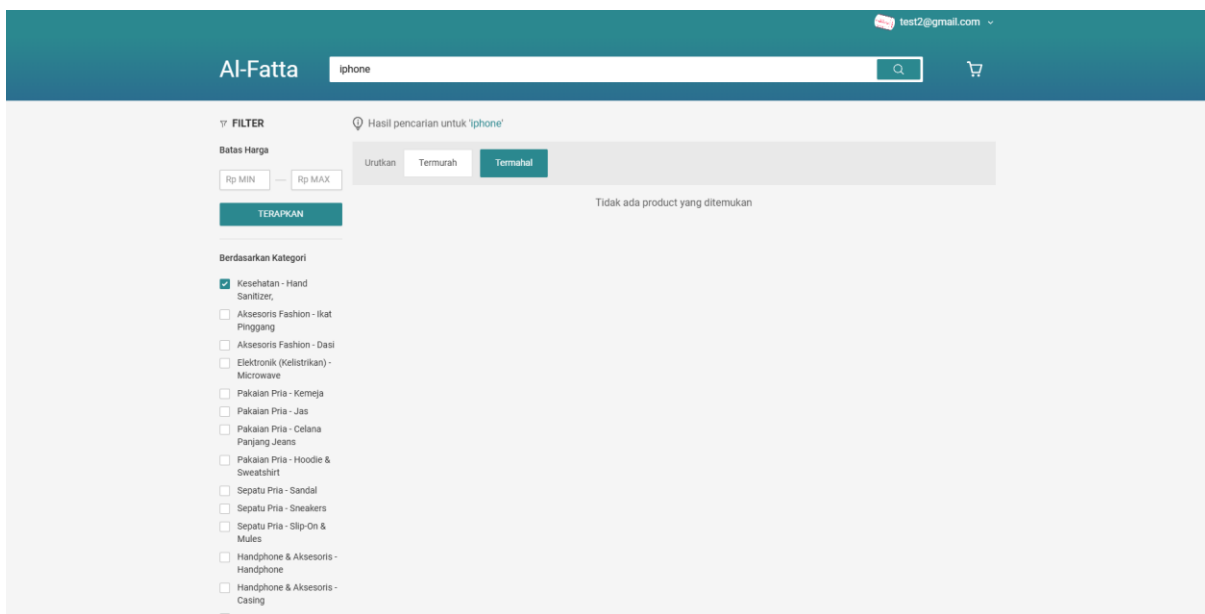 test2@gmail.com
Al-Fatta
iphone
FILTER
Hasil pencarian untuk 'iphone'
Batas Harga
Urutkan
Termurah
Termahal
Rp MIN
Rp MAX
TERAPKAN
Tidak ada product yang ditemukan
Berdasarkan Kategori
Kesehatan - Hand
Sanitizer,
Aksesoris Fashion - Ikat
Pinggang
Aksesoris Fashion - Dasi
Elektronik (Kelistrikan) -
Microwave
Pakaian Pria - Kemeja
Pakaian Pria - Jas
Pakaian Pria - Celana
Panjang Jeans
Pakaian Pria - Hoodie &
Sweatshirt
Sepatu Pria - Sandal
Sepatu Pria - Sneakers
Sepatu Pria - Slip-On &
Mules
Handphone & Aksesoris -
Handphone
Handphone & Aksesoris -
Casing